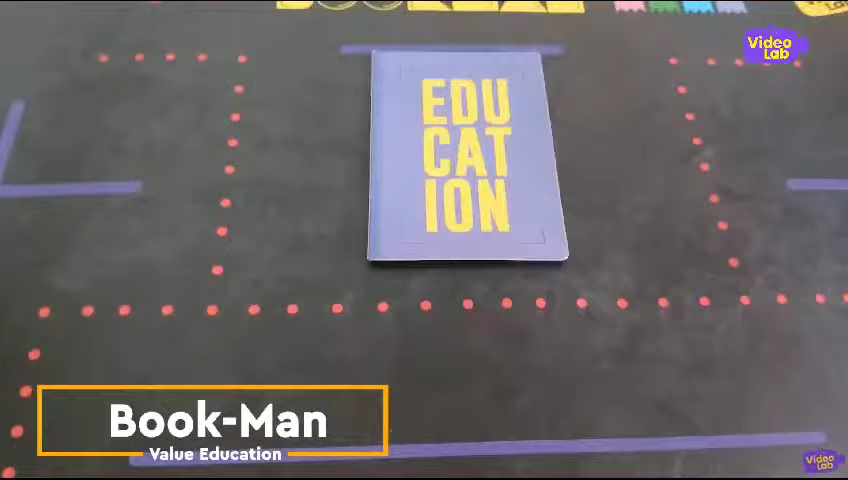 Video
Lab
EDU
CAT
ION
Book-Man
Value Education
Video
Lab